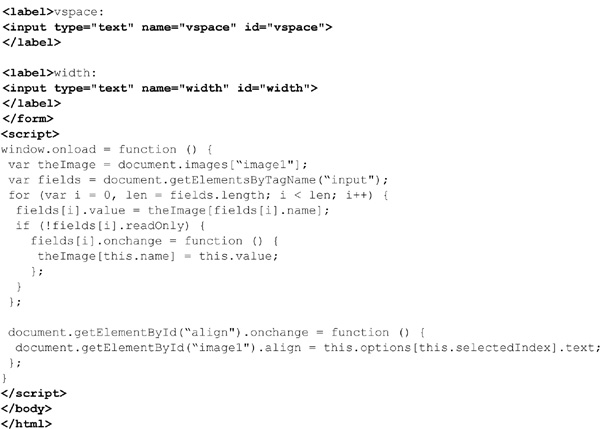 <label>vspace:
<input type="text" name="vspace" id="vspace">
</label>
<label>width:
<input type="text" name="width" id="width">
</label>
</form>
<script>
window.onload = function () {
var theImage = document.images[“image1"];
var fields = document.getElementsByTagName(“input");
for (var i = 0, len = fields.length; i < len; i++) {
fields[i].value = theImage[fields[i].name];
if (!fields[i].readOnly) {
fields[i].onchange = function () {
theImage[this.name] = this.value;
};
}
};
document.getElementById(“align").onchange = function () {
document.getElementById(“image1").align = this.options[this.selectedIndex].text;
};
}
</script>
</body>
</html>